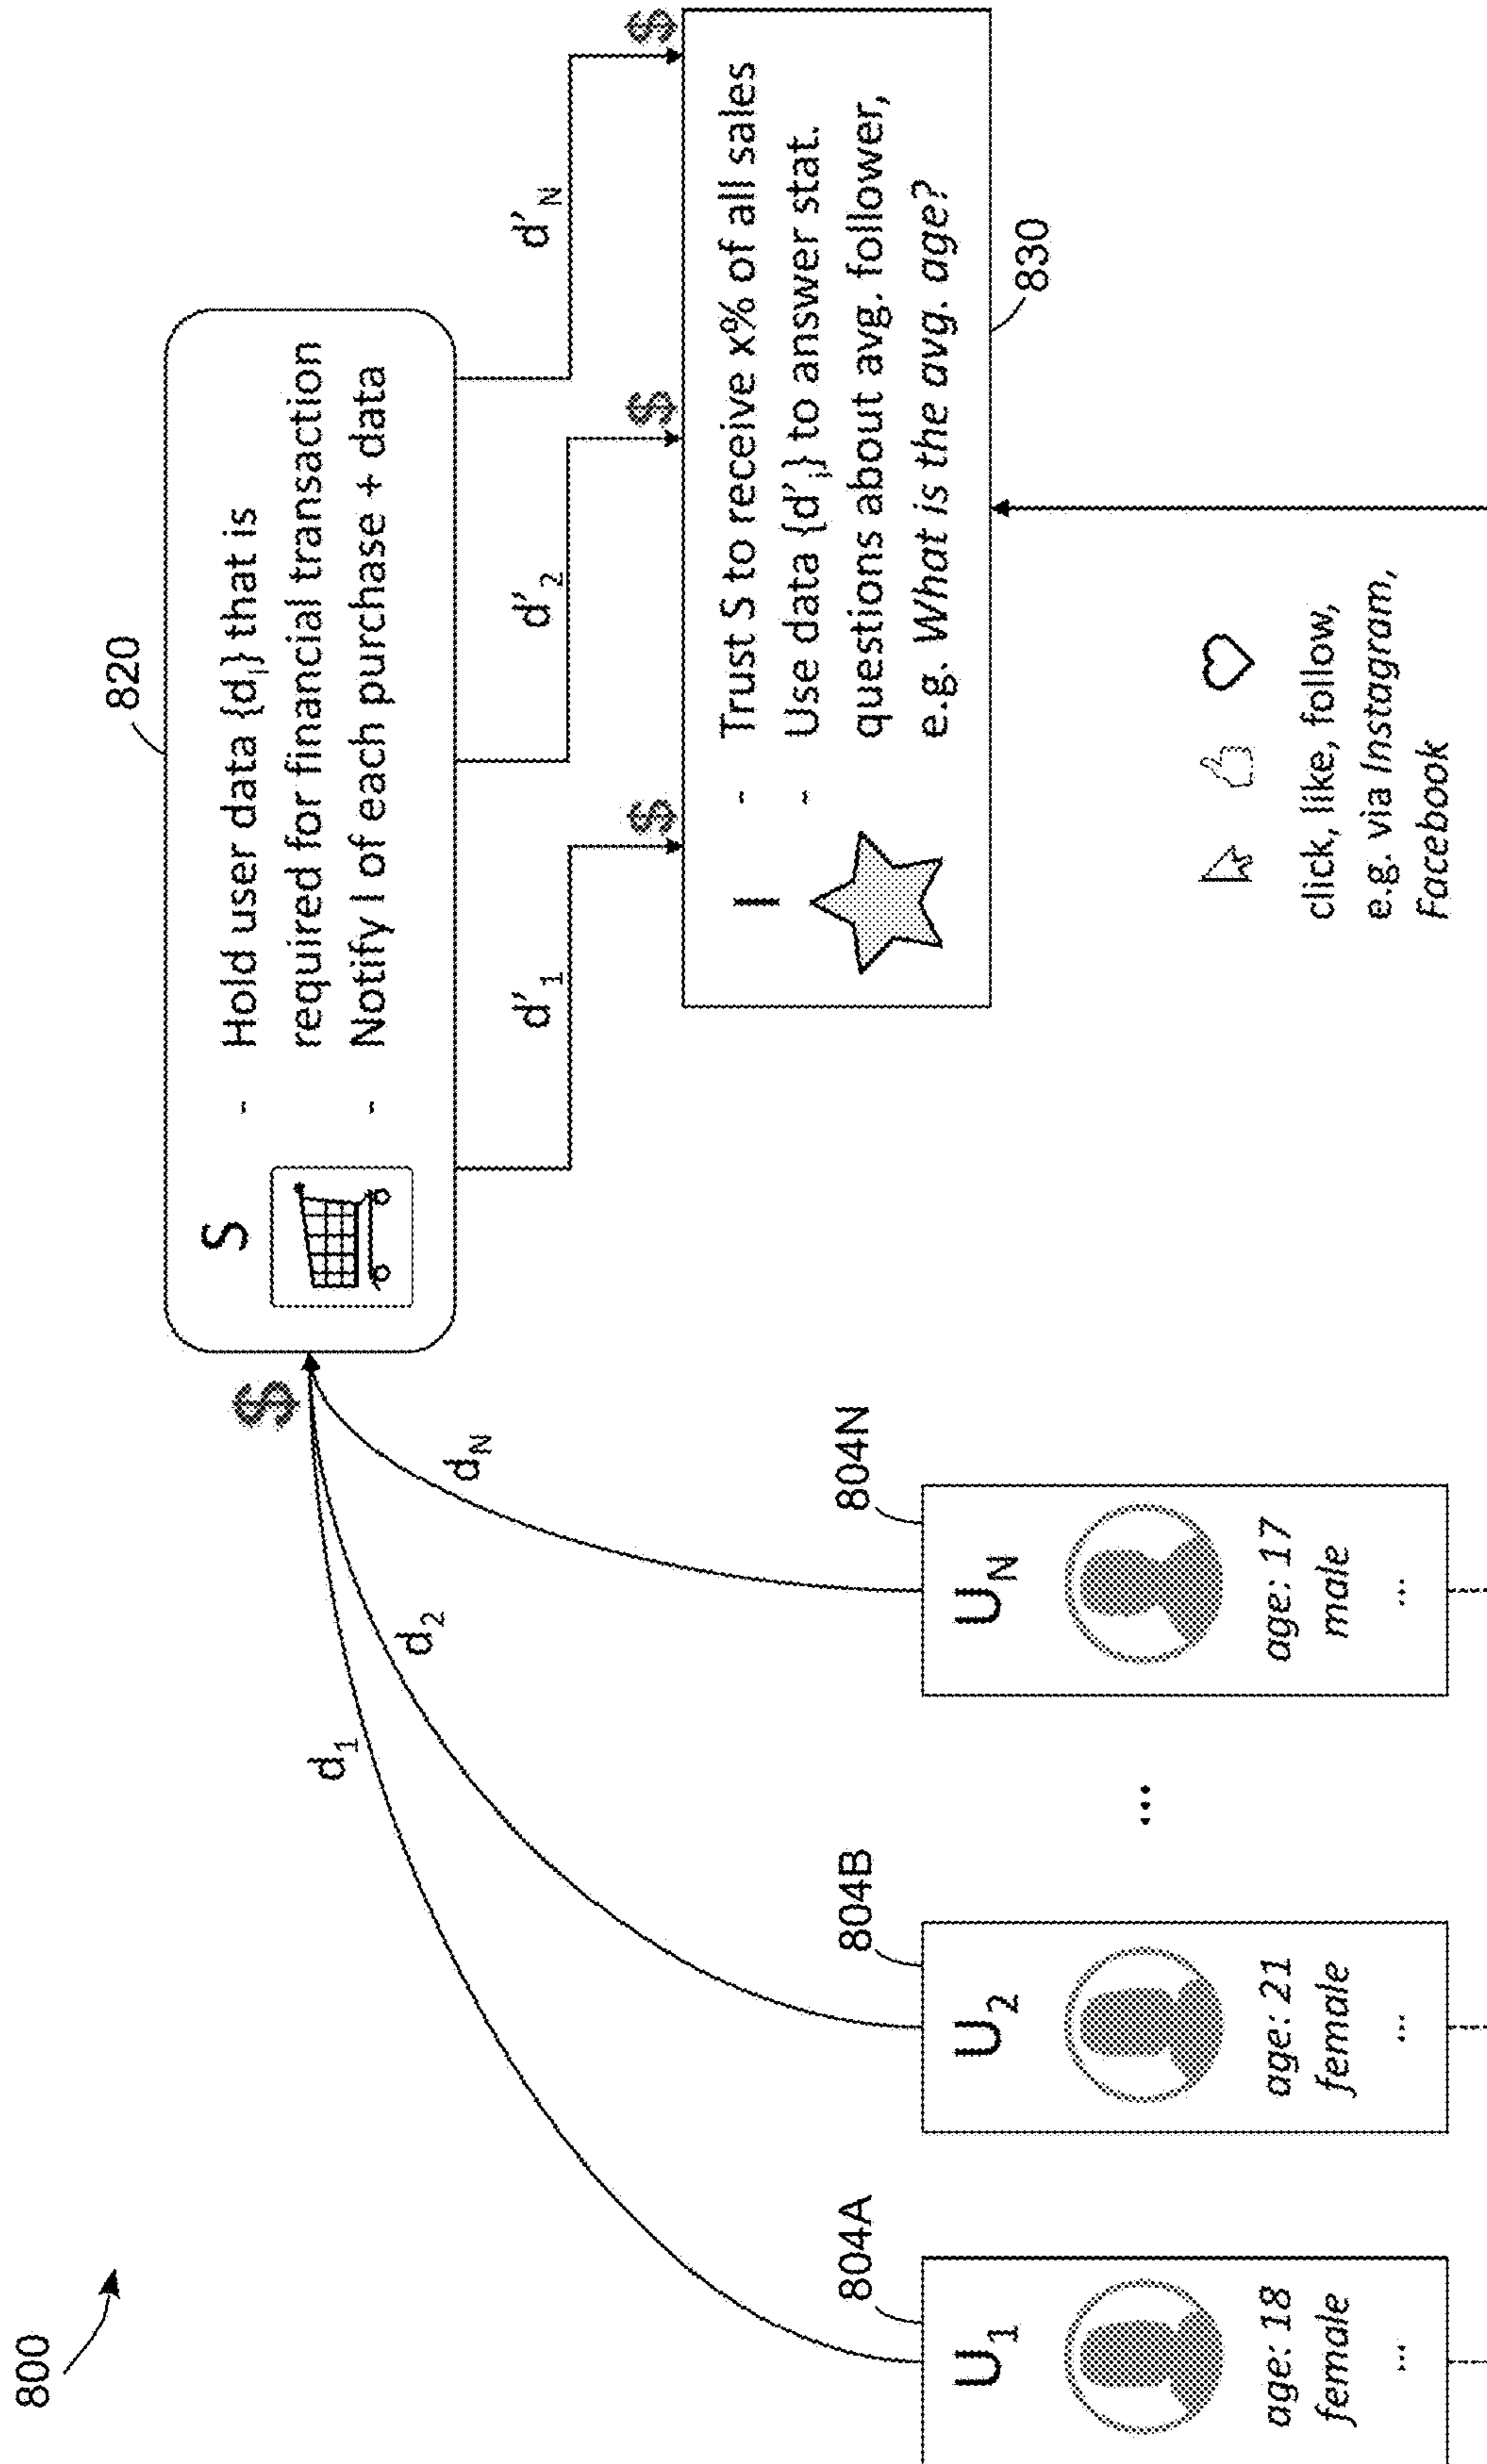 800
820
S
- Hold user data {dᵢ} that is
required for financial transaction
- Notify I of each purchase + data
$
d₁
d₂
d_N
d'₁
d'₂
d'_N
$
$
$
I
- Trust S to receive x% of all sales
- Use data {d'ᵢ} to answer stat.
questions about avg. follower,
e.g. What is the avg. age?
830
804A
U₁
age: 18
female
...
804B
U₂
age: 21
female
...
...
804N
U_N
age: 17
male
...
click, like, follow,
e.g. via Instagram,
Facebook